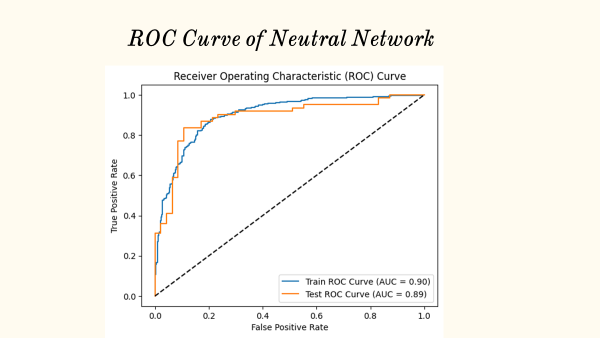 ROC Curve of Neutral Network
Receiver Operating Characteristic (ROC) Curve
True Positive Rate
1.0
0.8
0.6
0.4
0.2
0.0
Train ROC Curve (AUC = 0.90)
Test ROC Curve (AUC = 0.89)
0.0 0.2 0.4 0.6 0.8 1.0
False Positive Rate